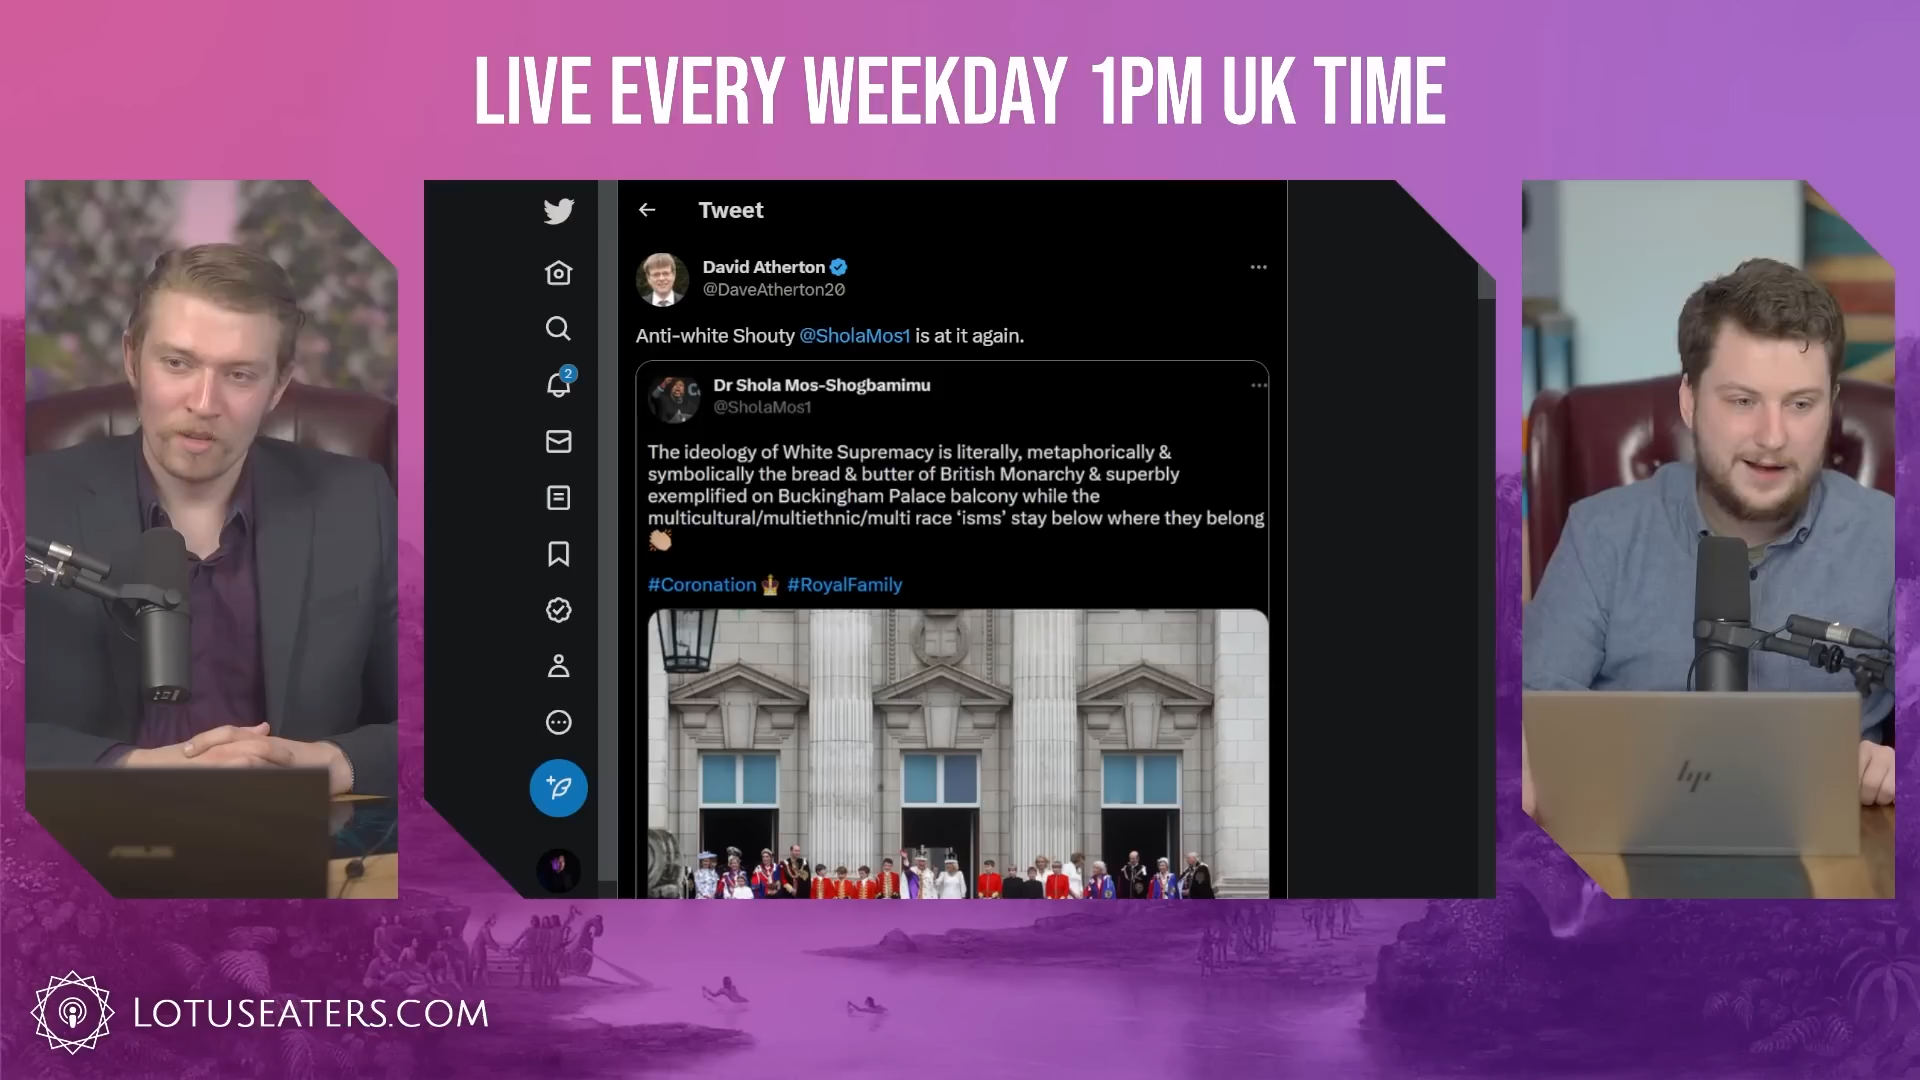 LIVE EVERY WEEKDAY 1PM UK TIME
Tweet
David Atherton
@DaveAtherton20
Anti-white Shouty @SholaMos1 is at it again.
Dr Shola Mos-Shogbamimu
@SholaMos1
The ideology of White Supremacy is literally, metaphorically &
symbolically the bread & butter of British Monarchy & superbly
exemplified on Buckingham Palace balcony while the
multicultural/multiethnic/multi race ‘isms’ stay below where they belong
👏🏼
#Coronation 👑 #RoyalFamily
2
hp
ASUS
LOTUSEATERS.COM